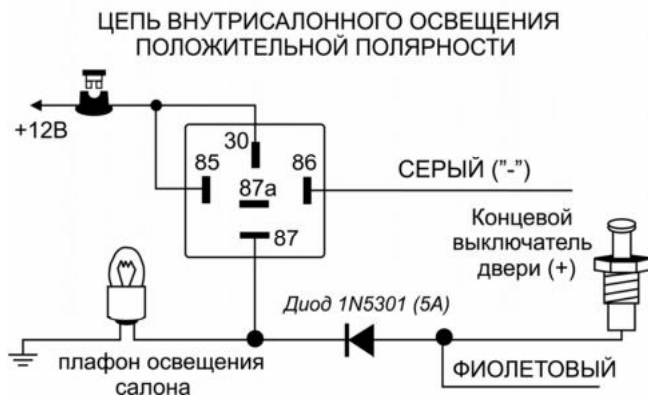 ЦЕПЬ ВНУТРИСАЛОННОГО ОСВЕЩЕНИЯ
ПОЛОЖИТЕЛЬНОЙ ПОЛЯРНОСТИ
+12В
30
85
86
87а
87
СЕРЫЙ ("-")
Концевой
выключатель
двери (+)
Диод 1N5301 (5А)
плафон освещения
салона
ФИОЛЕТОВЫЙ